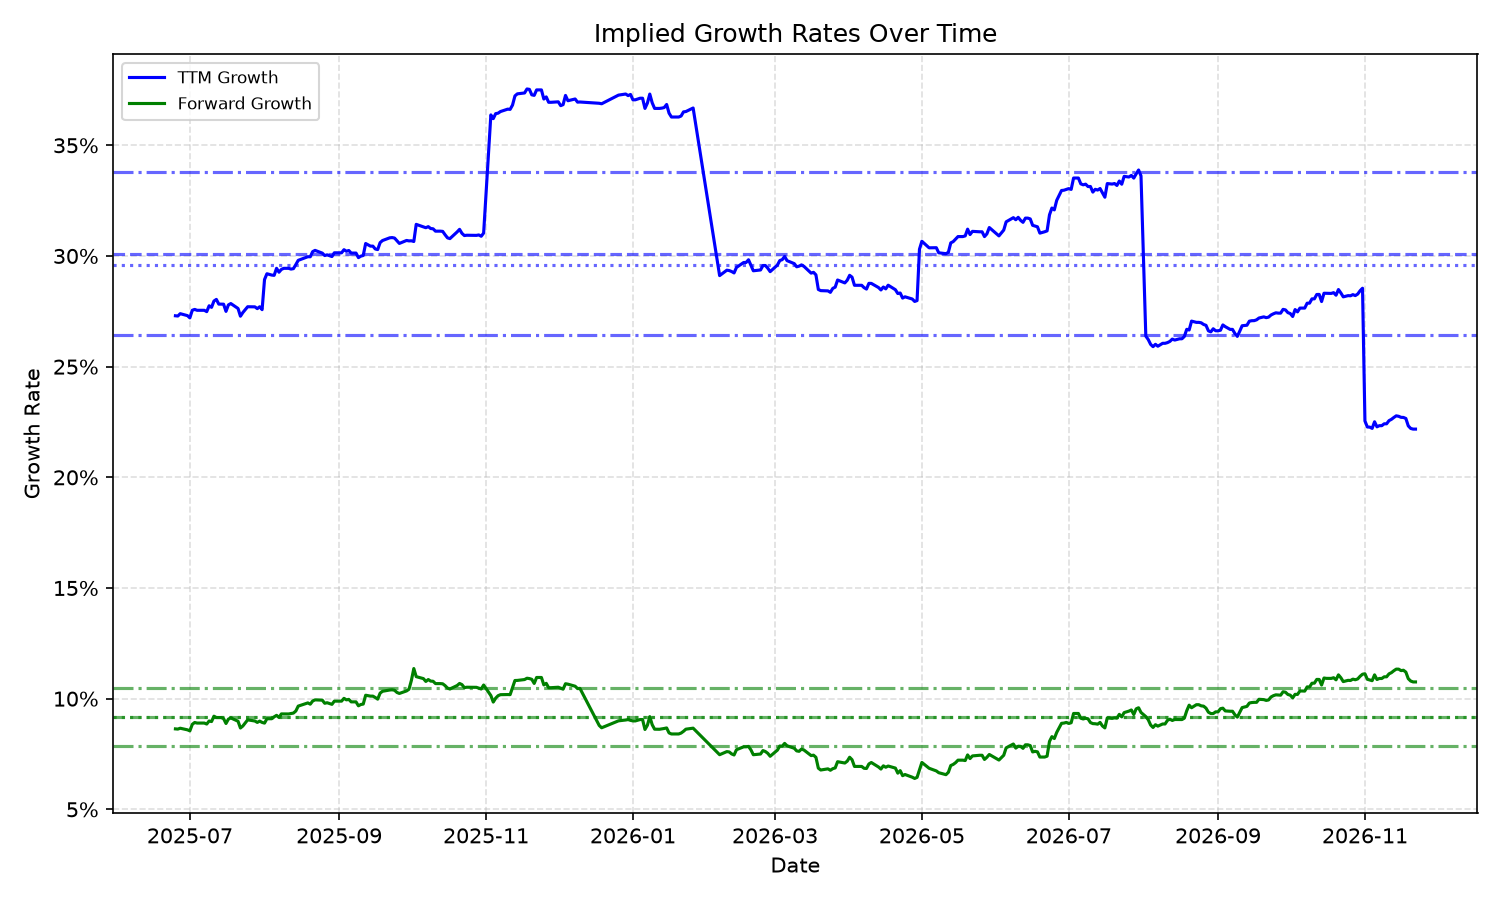 Implied Growth Rates Over Time
TTM Growth
Forward Growth
35%
30%
25%
20%
15%
10%
5%
Growth Rate
2025-07 2025-09 2025-11 2026-01 2026-03 2026-05 2026-07 2026-09 2026-11
Date